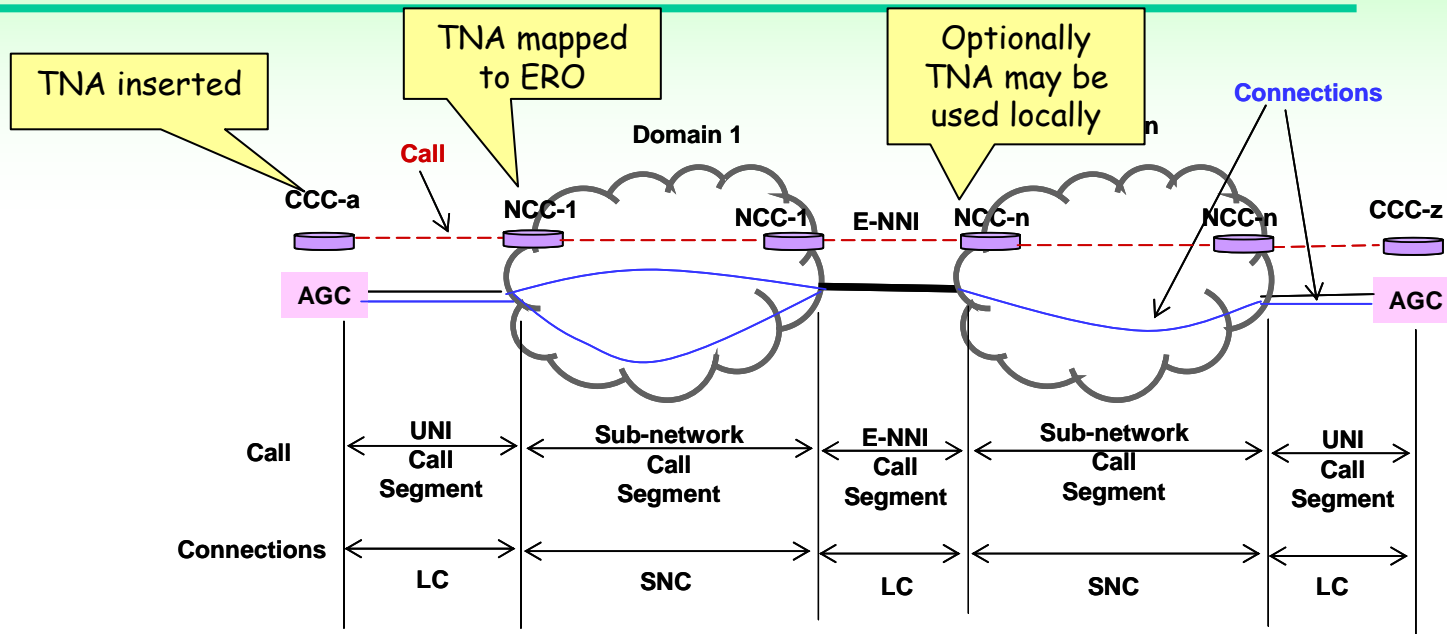 TNA inserted
TNA mapped
to ERO
Optionally
TNA may be
used locally
Connections
Call
Domain 1
n
CCC-a
NCC-1
NCC-1
E-NNI
NCC-n
NCC-n
CCC-z
AGC
AGC
Call
UNI
Call
Segment
Sub-network
Call
Segment
E-NNI
Call
Segment
Sub-network
Call
Segment
UNI
Call
Segment
Connections
LC
SNC
LC
SNC
LC